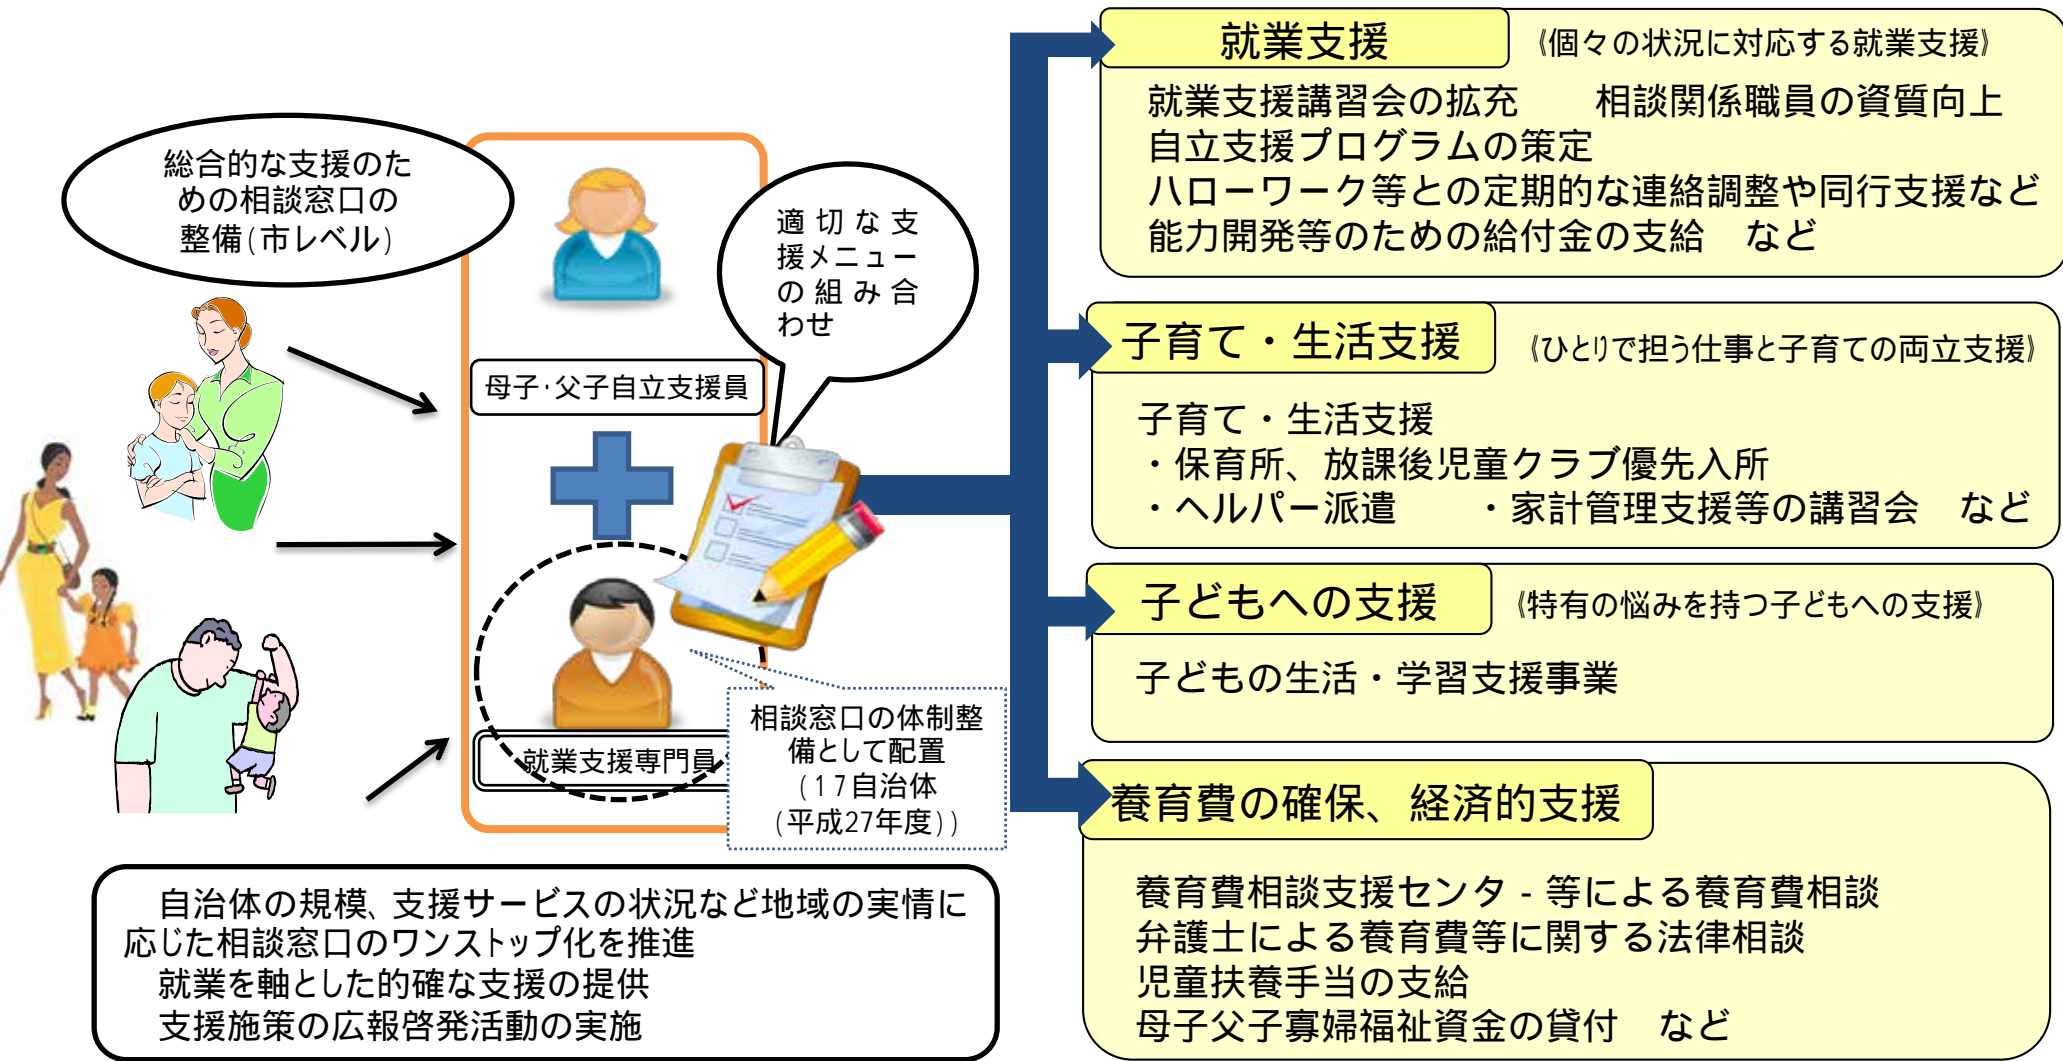 総合的な支援のた
めの相談窓口の
整備(市レベル)
適切な支
援メニュー
の組み合
わせ
母子・父子自立支援員
就業支援専門員
相談窓口の体制整
備として配置
(17自治体
(平成27年度))
自治体の規模、支援サービスの状況など地域の実情に
応じた相談窓口のワンストップ化を推進
就業を軸とした的確な支援の提供
支援施策の広報啓発活動の実施
就業支援 《個々の状況に対応する就業支援》
就業支援講習会の拡充 相談関係職員の資質向上
自立支援プログラムの策定
ハローワーク等との定期的な連絡調整や同行支援など
能力開発等のための給付金の支給 など
子育て・生活支援 《ひとりで担う仕事と子育ての両立支援》
子育て・生活支援
・保育所、放課後児童クラブ優先入所
・ヘルパー派遣 ・家計管理支援等の講習会 など
子どもへの支援 《特有の悩みを持つ子どもへの支援》
子どもの生活・学習支援事業
養育費の確保、経済的支援
養育費相談支援センタ-等による養育費相談
弁護士による養育費等に関する法律相談
児童扶養手当の支給
母子父子寡婦福祉資金の貸付 など